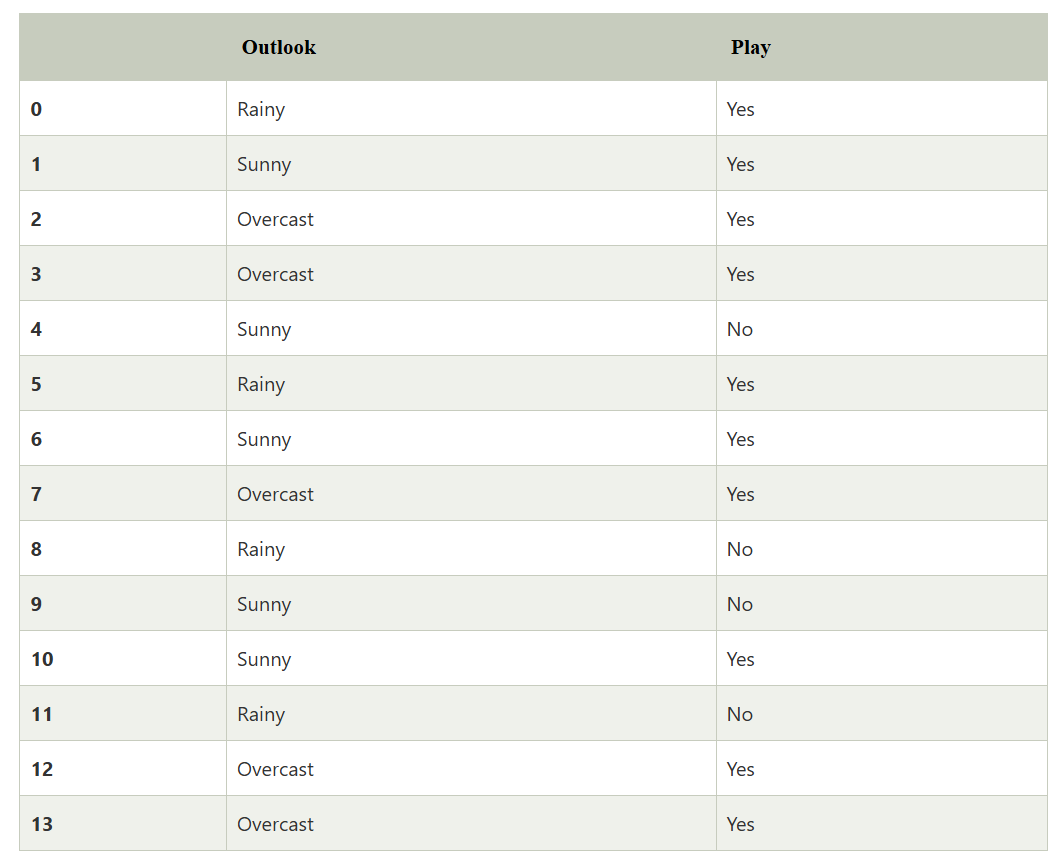 Outlook Play
0 Rainy Yes
1 Sunny Yes
2 Overcast Yes
3 Overcast Yes
4 Sunny No
5 Rainy Yes
6 Sunny Yes
7 Overcast Yes
8 Rainy No
9 Sunny No
10 Sunny Yes
11 Rainy No
12 Overcast Yes
13 Overcast Yes